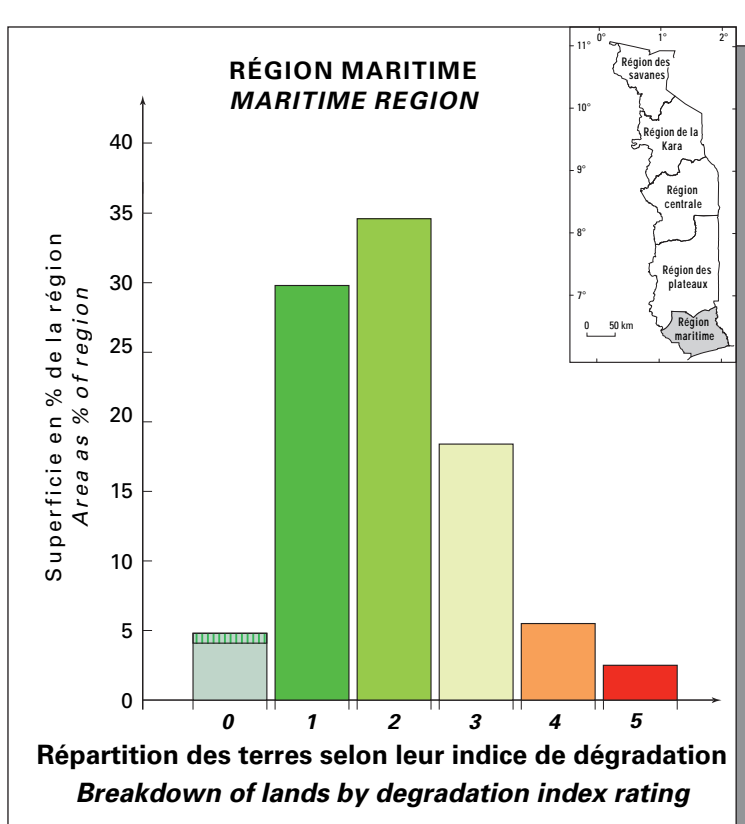 RÉGION MARITIME
MARITIME REGION
40
35
30
25
20
15
10
5
0
Superficie en % de la région
Area as % of region
0 1 2 3 4 5
Répartition des terres selon leur indice de dégradation
Breakdown of lands by degradation index rating
0° 1° 2°
11°
10°
9°
8°
7°
Région des
savanes
Région de la
Kara
Région
centrale
Région des
plateaux
Région
maritime
0 50 km